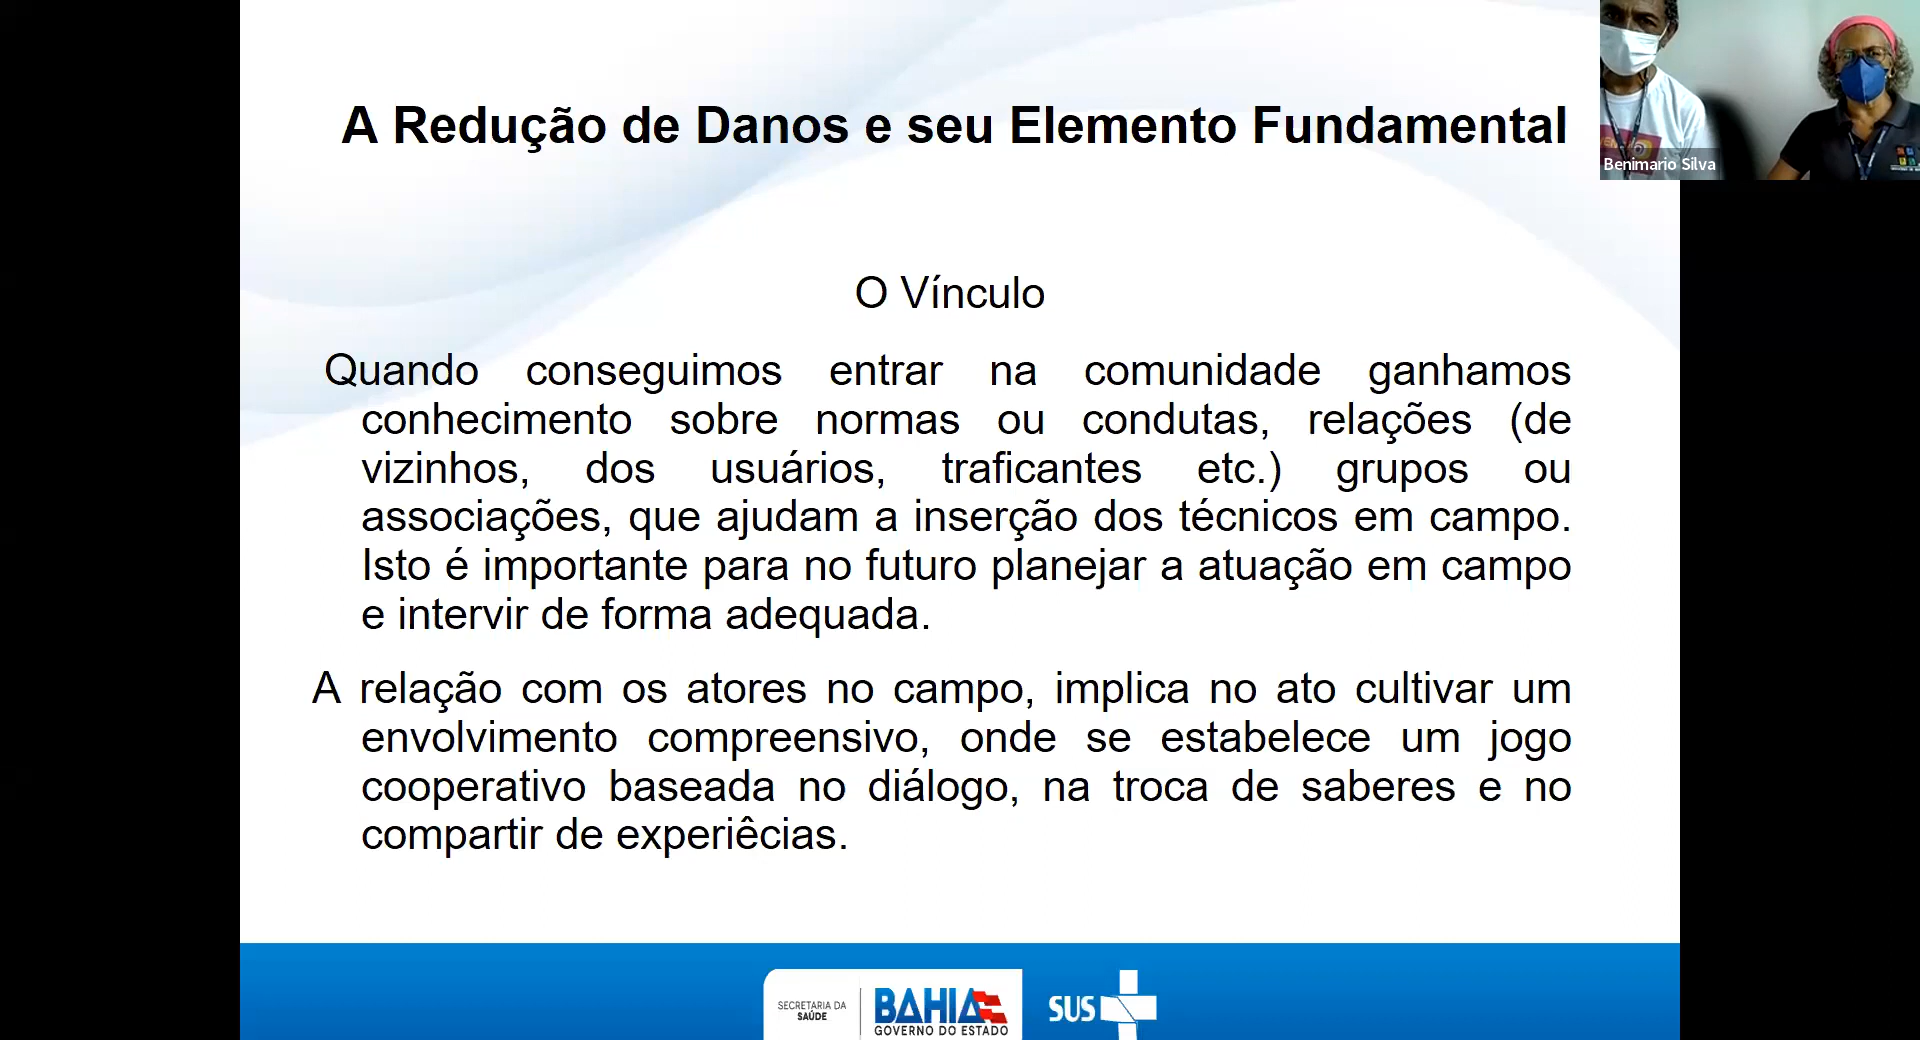 A Redução de Danos e seu Elemento Fundamental
Benimario Silva
O Vínculo
Quando conseguimos entrar na comunidade ganhamos
conhecimento sobre normas ou condutas, relações (de
vizinhos, dos usuários, traficantes etc.) grupos ou
associações, que ajudam a inserção dos técnicos em campo.
Isto é importante para no futuro planejar a atuação em campo
e intervir de forma adequada.
A relação com os atores no campo, implica no ato cultivar um
envolvimento compreensivo, onde se estabelece um jogo
cooperativo baseada no diálogo, na troca de saberes e no
compartir de experiêcias.
SECRETARIA DA
SAÚDE
BAHIA
GOVERNO DO ESTADO
SUS